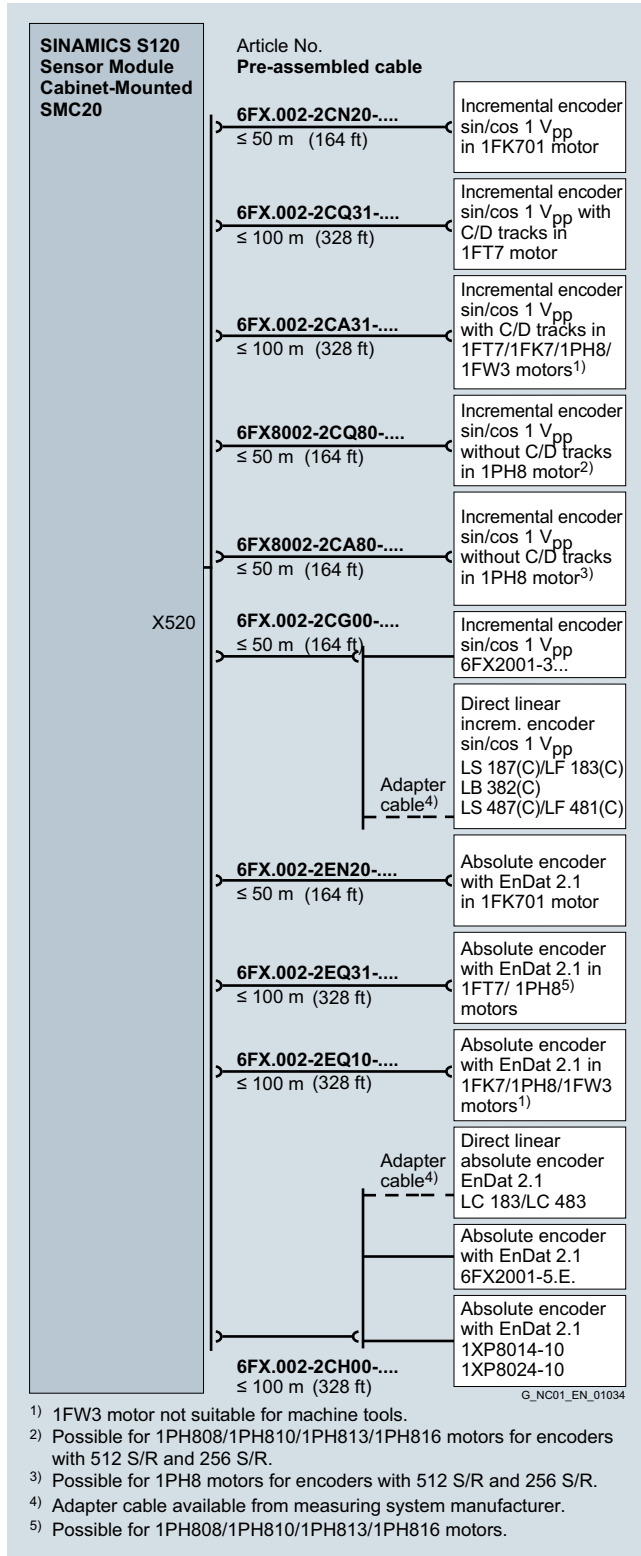 SINAMICS S120
Sensor Module
Cabinet-Mounted
SMC20
Article No.
Pre-assembled cable
6FX.002-2CN20-....
≤ 50 m (164 ft)
Incremental encoder
sin/cos 1 Vpp
in 1FK701 motor
6FX.002-2CQ31-....
≤ 100 m (328 ft)
Incremental encoder
sin/cos 1 Vpp with
C/D tracks in
1FT7 motor
6FX.002-2CA31-....
≤ 100 m (328 ft)
Incremental encoder
sin/cos 1 Vpp
with C/D tracks in
1FT7/1FK7/1PH8/
1FW3 motors1)
6FX8002-2CQ80-....
≤ 50 m (164 ft)
Incremental encoder
sin/cos 1 Vpp
without C/D tracks
in 1PH8 motor2)
6FX8002-2CA80-....
≤ 50 m (164 ft)
Incremental encoder
sin/cos 1 Vpp
without C/D tracks
in 1PH8 motor3)
X520
6FX.002-2CG00-....
≤ 50 m (164 ft)
Incremental encoder
sin/cos 1 Vpp
6FX2001-3...
Adapter
cable4)
Direct linear
increm. encoder
sin/cos 1 Vpp
LS 187(C)/LF 183(C)
LB 382(C)
LS 487(C)/LF 481(C)
6FX.002-2EN20-....
≤ 50 m (164 ft)
Absolute encoder
with EnDat 2.1
in 1FK701 motor
6FX.002-2EQ31-....
≤ 100 m (328 ft)
Absolute encoder
with EnDat 2.1 in
1FT7/ 1PH85)
motors
6FX.002-2EQ10-....
≤ 100 m (328 ft)
Absolute encoder
with EnDat 2.1 in
1FK7/1PH8/1FW3
motors1)
Adapter
cable4)
Direct linear
absolute encoder
EnDat 2.1
LC 183/LC 483
Absolute encoder
with EnDat 2.1
6FX2001-5.E.
Absolute encoder
with EnDat 2.1
1XP8014-10
1XP8024-10
6FX.002-2CH00-....
≤ 100 m (328 ft)
G_NC01_EN_01034
1) 1FW3 motor not suitable for machine tools.
2) Possible for 1PH808/1PH810/1PH813/1PH816 motors for encoders
with 512 S/R and 256 S/R.
3) Possible for 1PH8 motors for encoders with 512 S/R and 256 S/R.
4) Adapter cable available from measuring system manufacturer.
5) Possible for 1PH808/1PH810/1PH813/1PH816 motors.